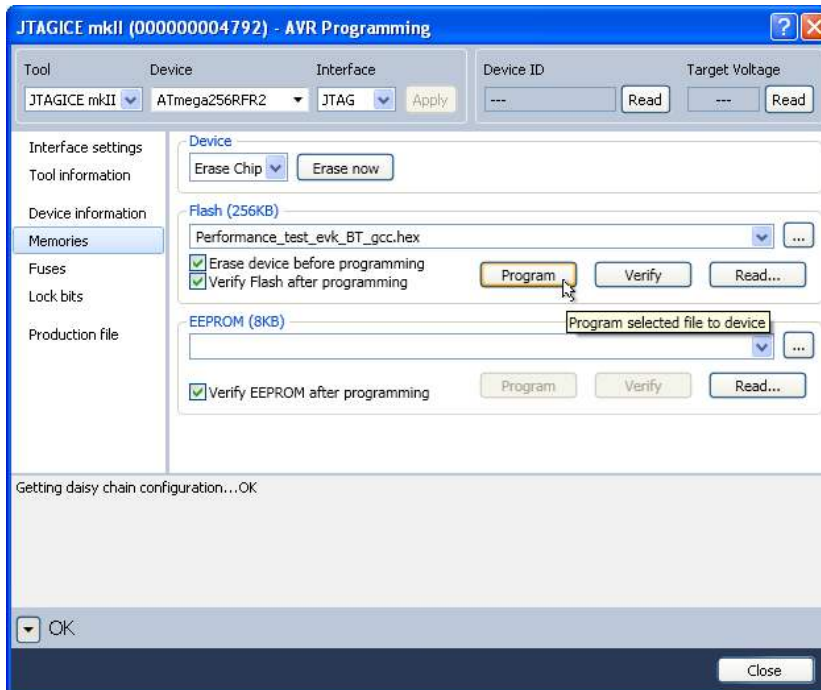 JTAGICE mkII (000000004792) - AVR Programming
Tool Device Interface Device ID Target Voltage
JTAGICE mkII ATmega256RFR2 JTAG Apply --- Read --- Read
Interface settings
Tool information
Device information
Memories
Fuses
Lock bits
Production file
Device
Erase Chip Erase now
Flash (256KB)
Performance_test_evk_BT_gcc.hex ...
Erase device before programming
Verify Flash after programming
Program Verify Read...
Program selected file to device
EEPROM (8KB)
...
Verify EEPROM after programming
Program Verify Read...
Getting daisy chain configuration...OK
OK
Close